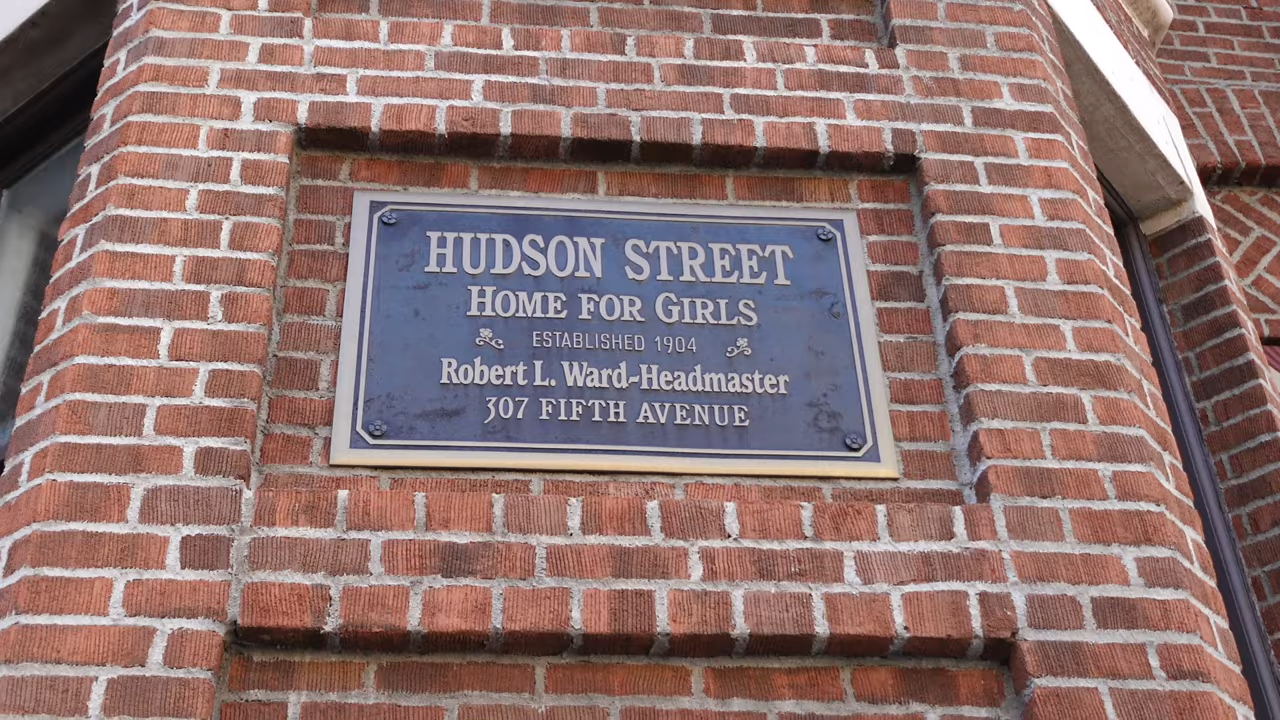 HUDSON STREET
HOME FOR GIRLS
ESTABLISHED 1904
Robert L. Ward-Headmaster
307 FIFTH AVENUE